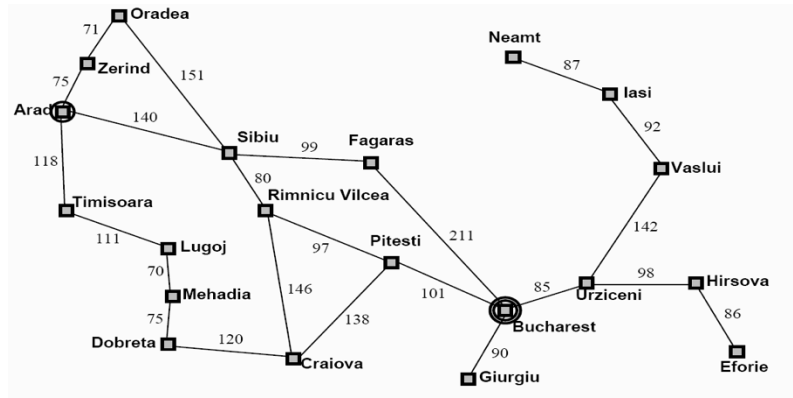 Oradea
71
Neamt
Zerind
87
151
75
Iasi
Arad
140
92
Sibiu
Fagaras
99
118
Vaslui
80
Timisoara
Rimnicu Vilcea
142
111
97
Pitesti
211
Lugoj
70
98
Hirsova
85
Mehadia
146
101
Urziceni
75
86
138
Bucharest
Dobreta
120
90
Craiova
Eforie
Giurgiu